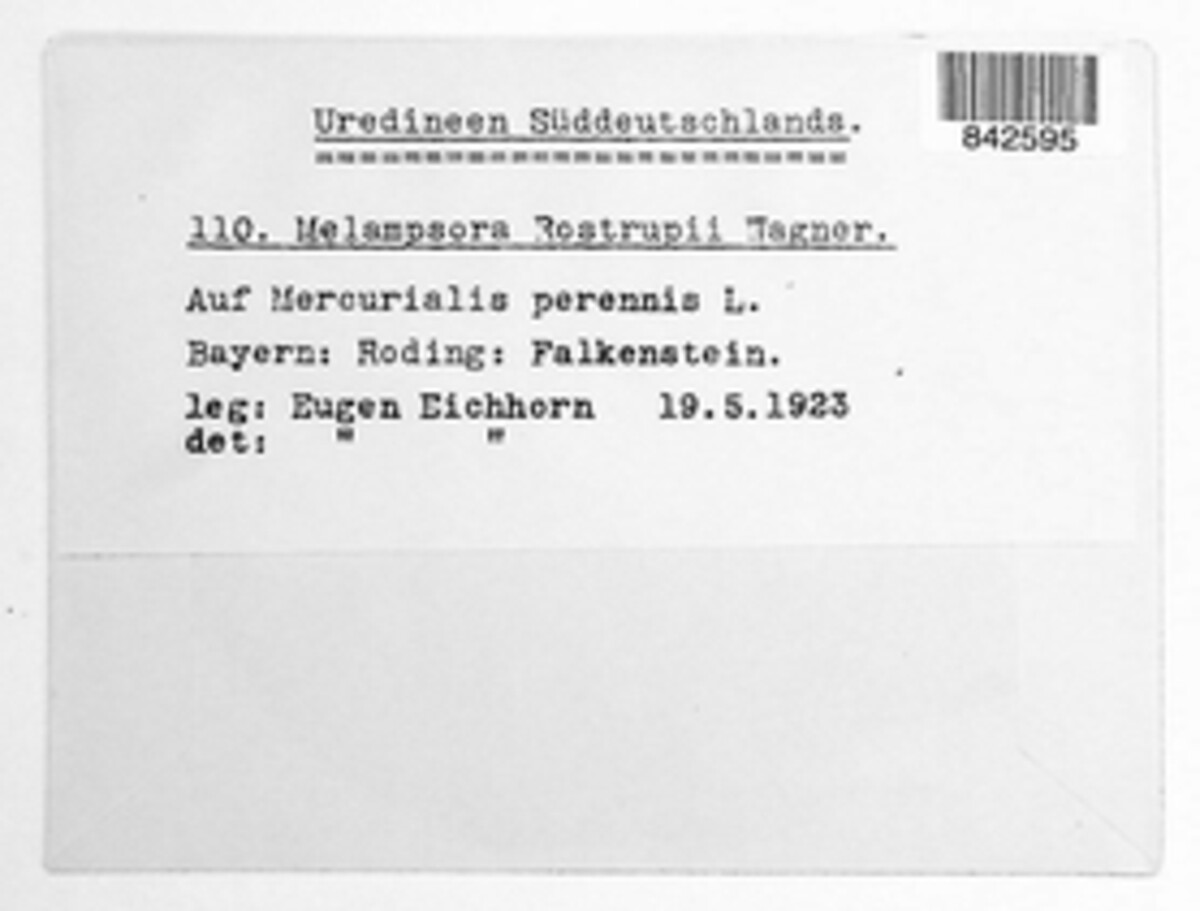 Uredineen Süddeutschlands.
842595
110. Melampsora Rostrupii Wagner.
Auf Mercurialis perennis L.
Bayern: Roding: Falkenstein.
leg: Eugen Eichhorn 19.5.1923
det: " "